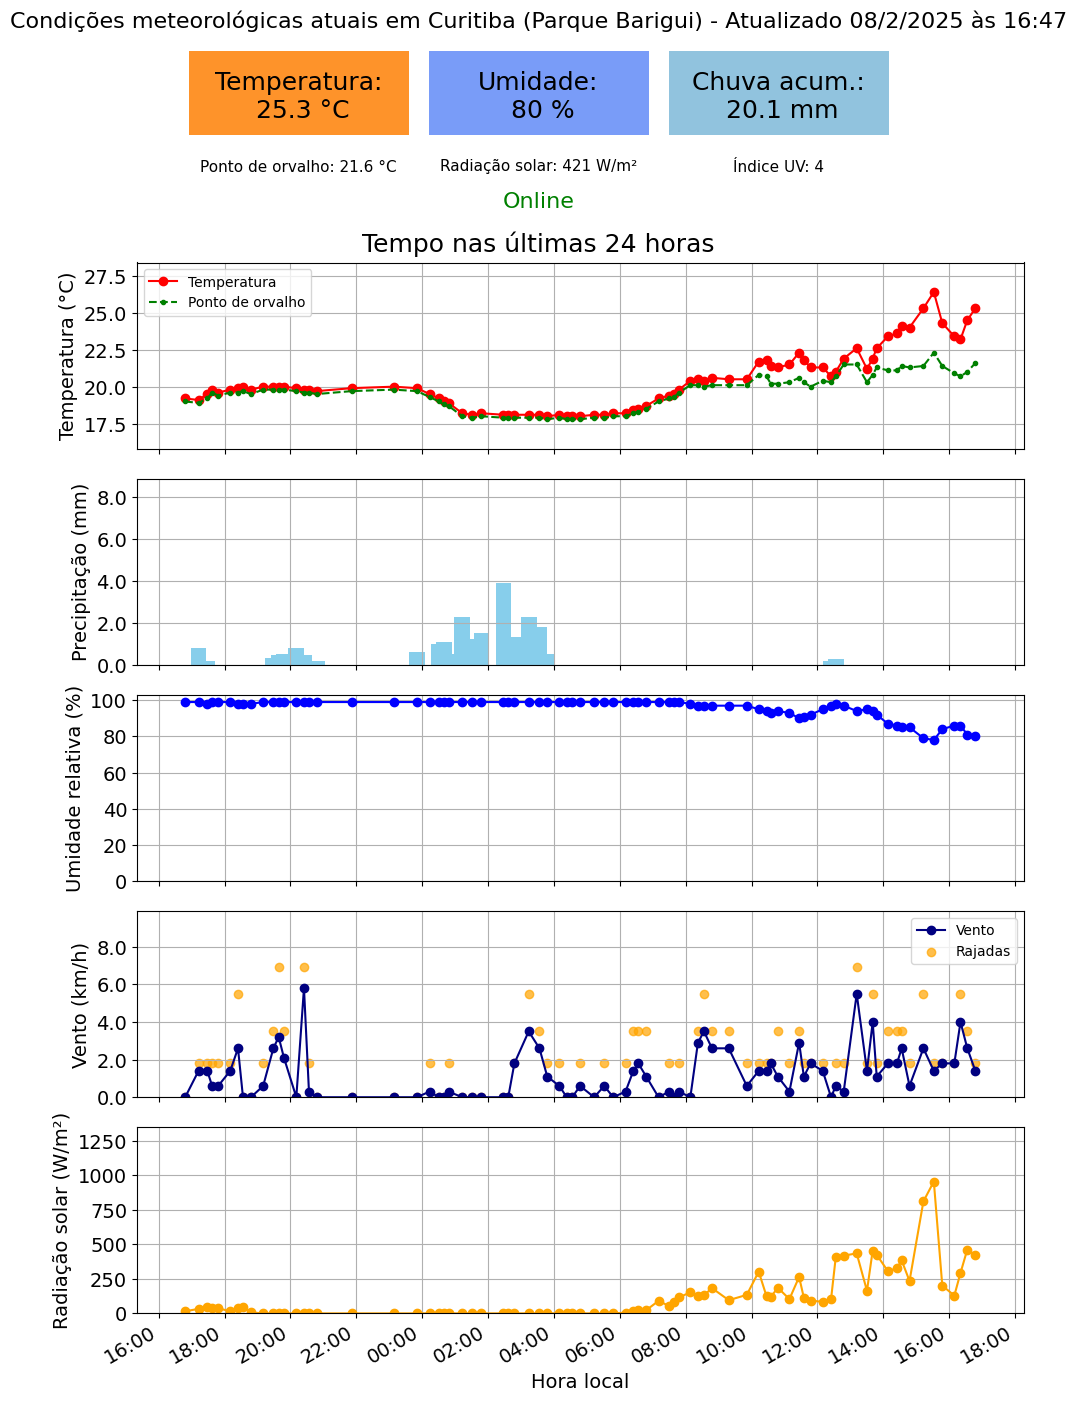 Condições meteorológicas atuais em Curitiba (Parque Barigui) - Atualizado 08/2/2025 às 16:47
Temperatura:
25.3 °C
Umidade:
80 %
Chuva acum.:
20.1 mm
Ponto de orvalho: 21.6 °C
Radiação solar: 421 W/m²
Índice UV: 4
Online
Tempo nas últimas 24 horas
Temperatura (°C)
27.5
25.0
22.5
20.0
17.5
Temperatura
Ponto de orvalho
Precipitação (mm)
8.0
6.0
4.0
2.0
0.0
Umidade relativa (%)
100
80
60
40
20
0
Vento (km/h)
8.0
6.0
4.0
2.0
0.0
Vento
Rajadas
Radiação solar (W/m²)
1250
1000
750
500
250
0
16:00
18:00
20:00
22:00
00:00
02:00
04:00
06:00
08:00
10:00
12:00
14:00
16:00
18:00
Hora local